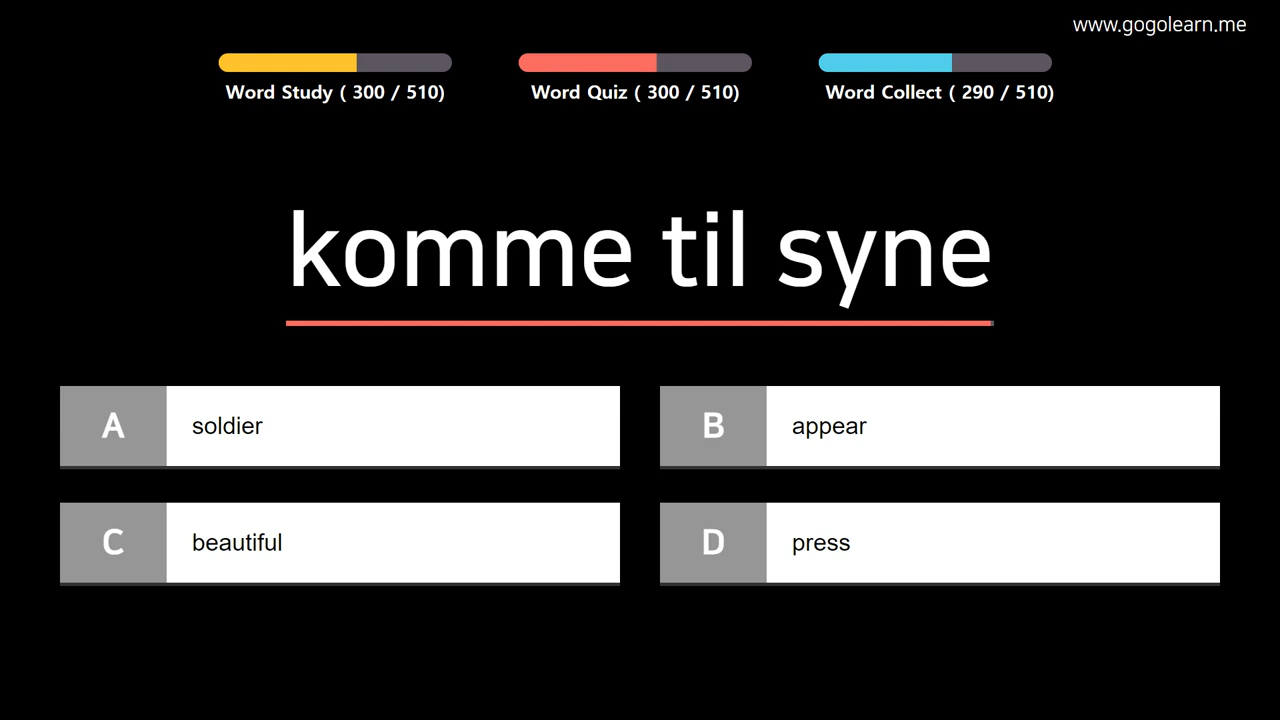 www.gogolearn.me
Word Study ( 300 / 510)
Word Quiz ( 300 / 510)
Word Collect ( 290 / 510)
komme til syne
A soldier
B appear
C beautiful
D press